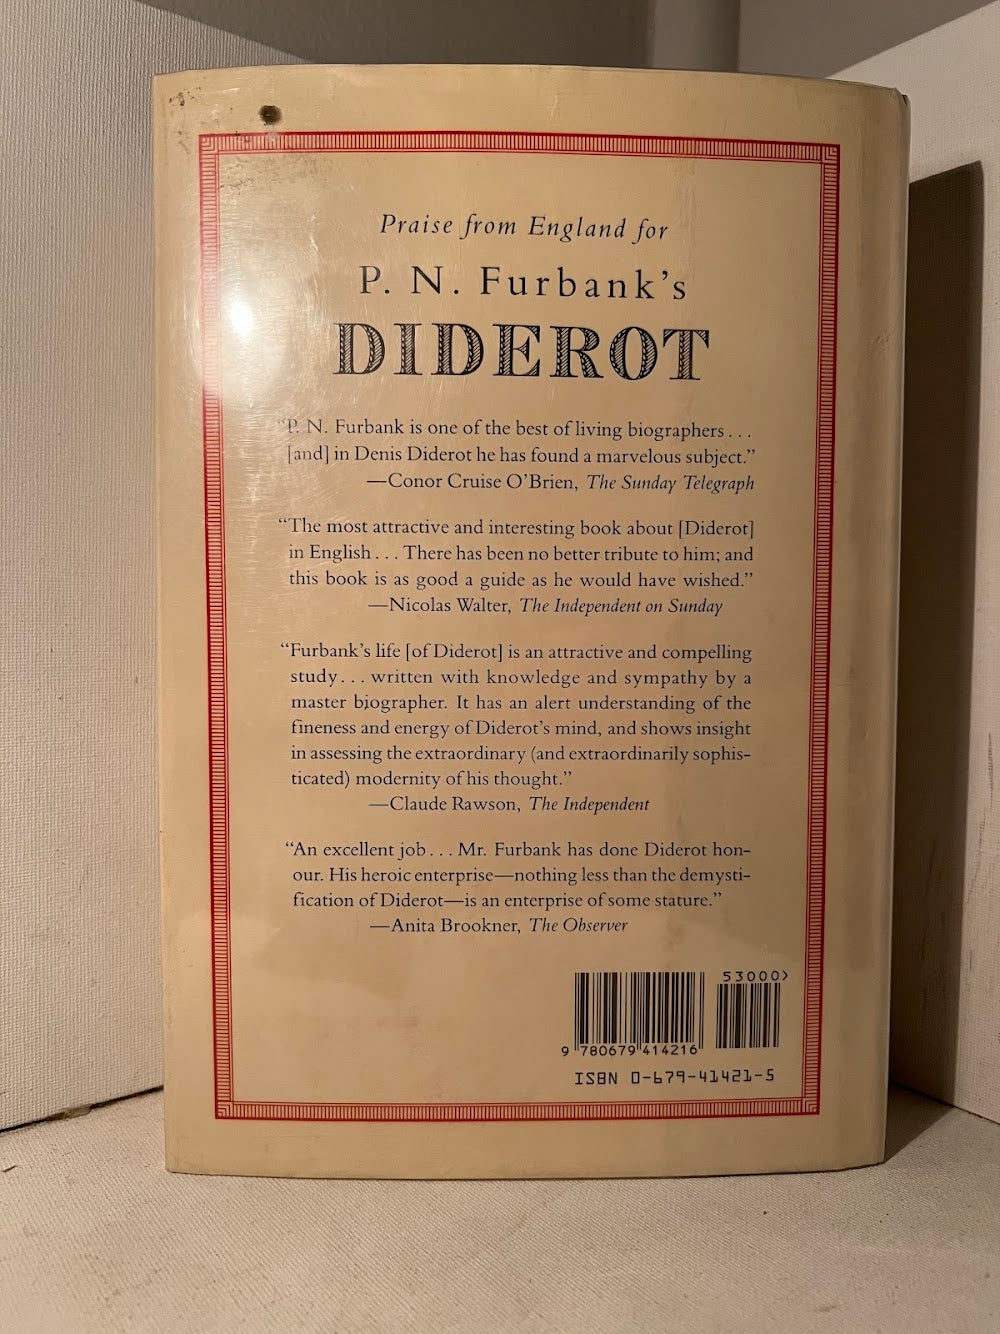 Praise from England for
P. N. Furbank's
DIDEROT
“P. N. Furbank is one of the best of living biographers . . .
[and] in Denis Diderot he has found a marvelous subject.”
—Conor Cruise O’Brien, The Sunday Telegraph
“The most attractive and interesting book about [Diderot]
in English . . . There has been no better tribute to him; and
this book is as good a guide as he would have wished.”
—Nicolas Walter, The Independent on Sunday
“Furbank’s life [of Diderot] is an attractive and compelling
study . . . written with knowledge and sympathy by a
master biographer. It has an alert understanding of the
fineness and energy of Diderot’s mind, and shows insight
in assessing the extraordinary (and extraordinarily sophis-
ticated) modernity of his thought.”
—Claude Rawson, The Independent
“An excellent job . . . Mr. Furbank has done Diderot hon-
our. His heroic enterprise—nothing less than the demysti-
fication of Diderot—is an enterprise of some stature.”
—Anita Brookner, The Observer
53000>
9 780679 414216
ISBN 0-679-41421-5